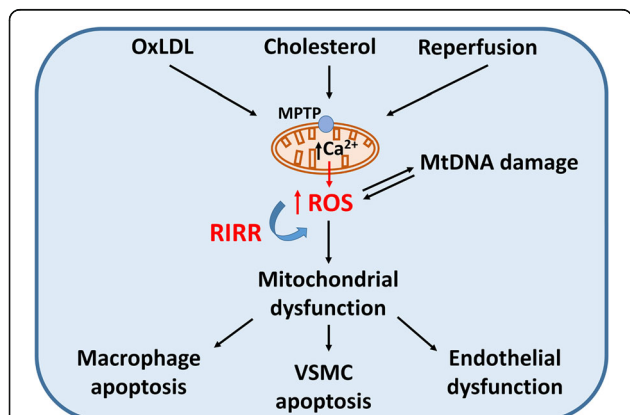 OxLDL
Cholesterol
Reperfusion
MPTP
Ca²⁺
MtDNA damage
ROS
RIRR
Mitochondrial
dysfunction
Macrophage
apoptosis
VSMC
apoptosis
Endothelial
dysfunction